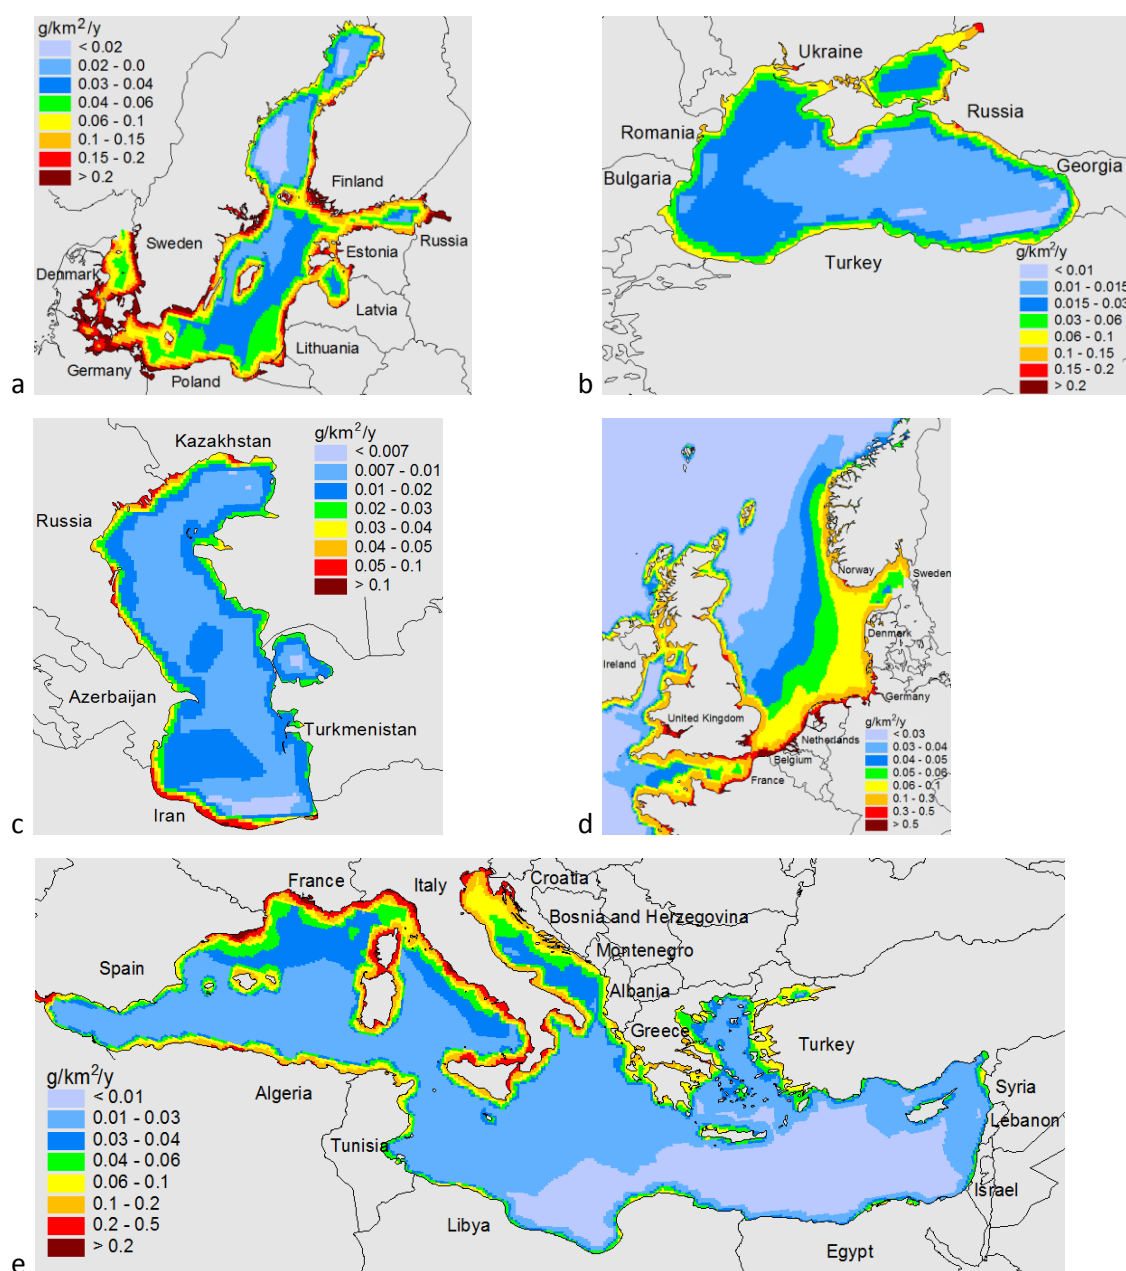 g/km²/y
< 0.02
0.02 - 0.0
0.03 - 0.04
0.04 - 0.06
0.06 - 0.1
0.1 - 0.15
0.15 - 0.2
> 0.2
Finland
Sweden
Russia
Estonia
Denmark
Latvia
Lithuania
Germany
Poland
a
Ukraine
Russia
Romania
Georgia
Bulgaria
Turkey
g/km²/y
< 0.01
0.01 - 0.015
0.015 - 0.03
0.03 - 0.06
0.06 - 0.1
0.1 - 0.15
0.15 - 0.2
> 0.2
b
Kazakhstan
g/km²/y
< 0.007
0.007 - 0.01
0.01 - 0.02
0.02 - 0.03
0.03 - 0.04
0.04 - 0.05
0.05 - 0.1
> 0.1
Russia
Azerbaijan
Turkmenistan
Iran
c
Norway
Sweden
Denmark
Ireland
Germany
United Kingdom
Netherlands
Belgium
France
g/km²/y
< 0.03
0.03 - 0.04
0.04 - 0.05
0.05 - 0.06
0.06 - 0.1
0.1 - 0.3
0.3 - 0.5
> 0.5
d
France
Italy
Croatia
Bosnia and Herzegovina
Montenegro
Spain
Albania
Greece
Turkey
Syria
Algeria
Lebanon
Tunisia
Israel
Libya
Egypt
g/km²/y
< 0.01
0.01 - 0.03
0.03 - 0.04
0.04 - 0.06
0.06 - 0.1
0.1 - 0.2
0.2 - 0.5
> 0.2
e